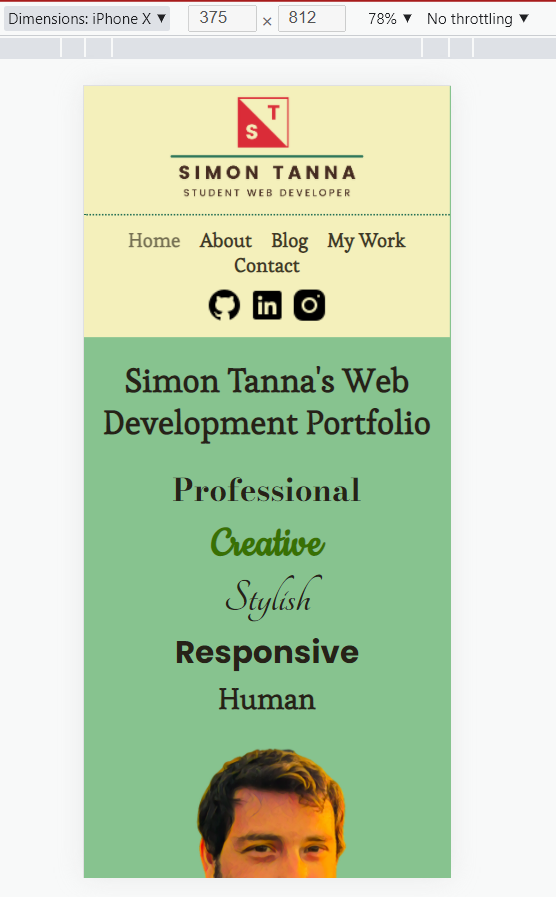 Dimensions: iPhone X ▼ 375 × 812 78% ▼ No throttling ▼
T
S
SIMON TANNA
STUDENT WEB DEVELOPER
Home About Blog My Work
Contact
in
Simon Tanna's Web
Development Portfolio
Professional
Creative
Stylish
Responsive
Human